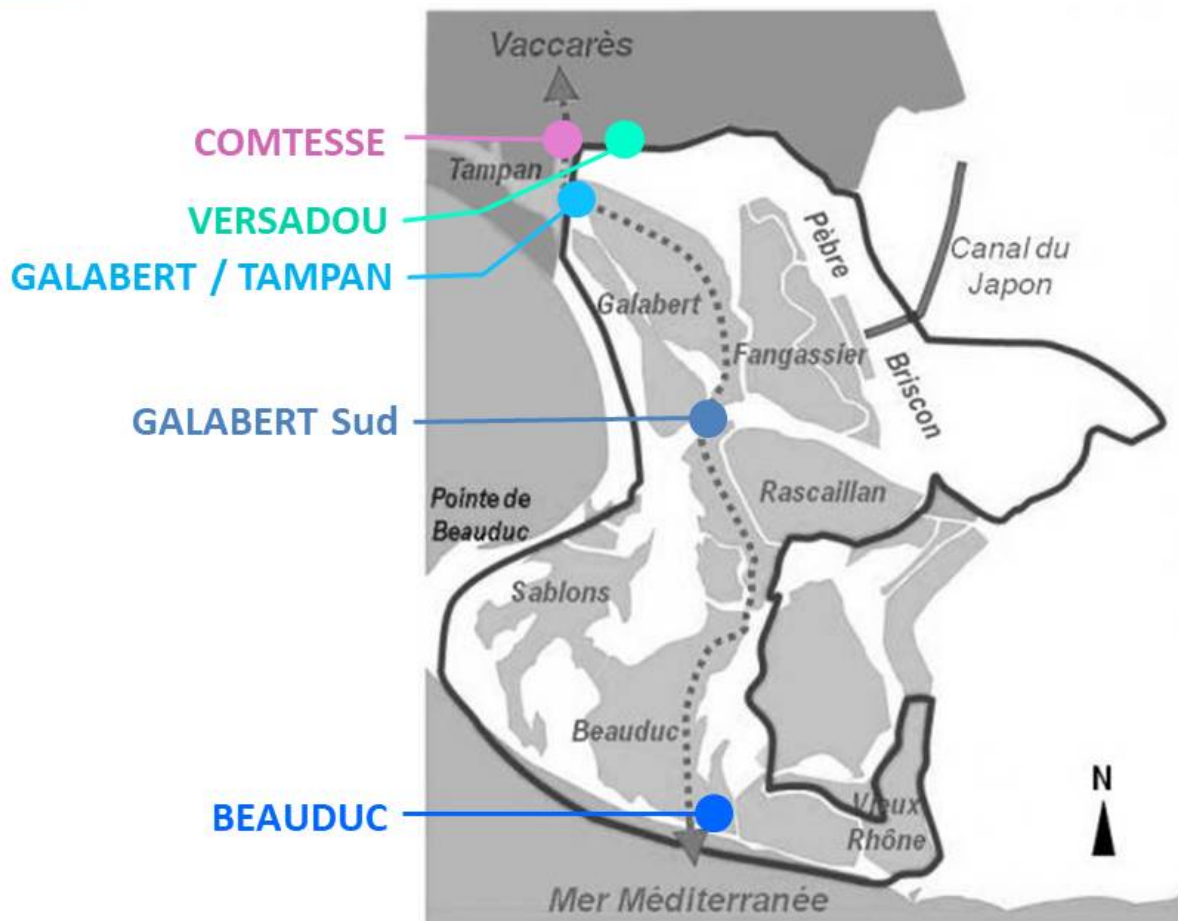 Vaccarès
COMTESSE
Tampan
VERSADOU
Pèbre
Canal du
Japon
GALABERT / TAMPAN
Galabert
Fangassier
Briscon
GALABERT Sud
Rascaillan
Pointe de
Beauduc
Sablons
Beauduc
N
BEAUDUC
Vieux
Rhône
Mer Méditerranée